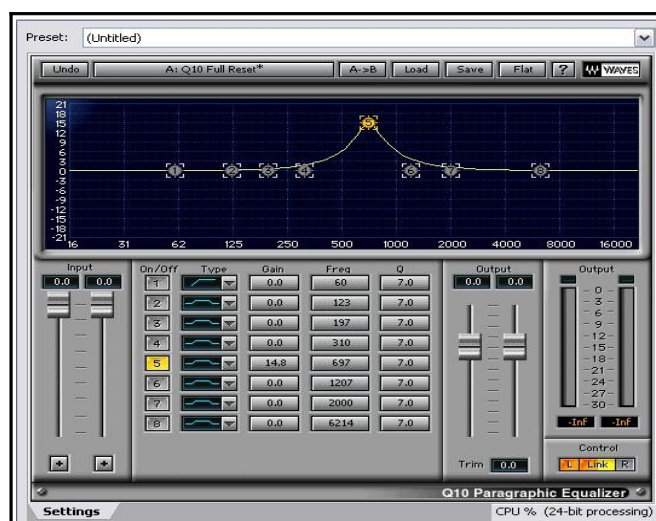 Preset: (Untitled)
Undo A: Q10 Full Reset* A->B Load Save Flat ? WAVES
21
18
15
12
9
6
3
0
-3
-6
-9
-12
-15
-18
-21
5
1 2 3 4 6 7 8
16 31 62 125 250 500 1000 2000 4000 8000 16000
Input On/Off Type Gain Freq Q Output Output
0.0 0.0 1 0.0 60 7.0 0.0 0.0
2 0.0 123 7.0
3 0.0 197 7.0
4 0.0 310 7.0
5 14.8 697 7.0
6 0.0 1207 7.0
7 0.0 2000 7.0
8 0.0 6214 7.0
0
3
6
9
12
15
18
21
24
27
30
-Inf -Inf
Control
L Link R
+ + Trim 0.0
Q10 Paragraphic Equalizer
Settings CPU % (24-bit processing)